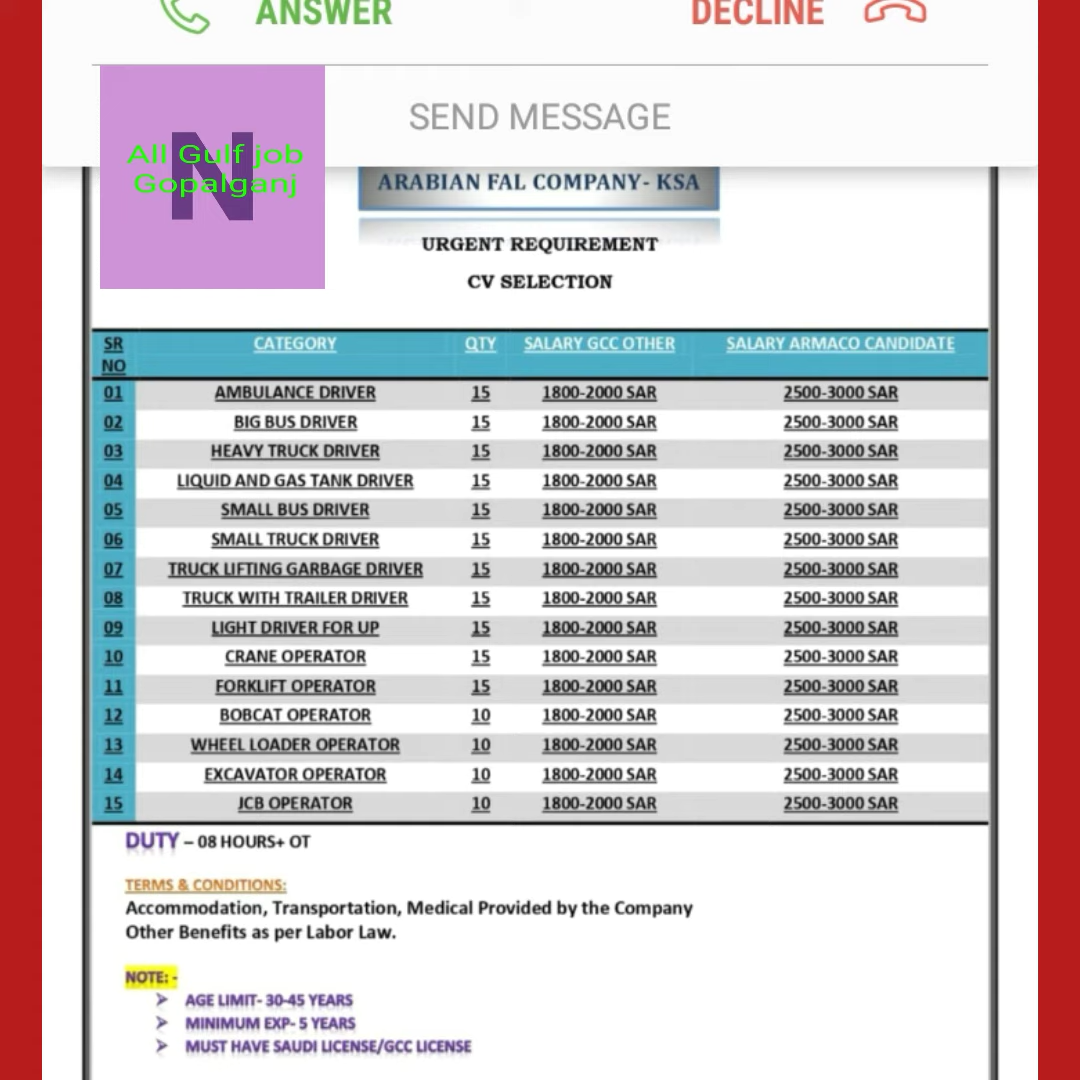 ANSWER DECLINE
SEND MESSAGE
N
All Gulf job
Gopalganj
ARABIAN FAL COMPANY- KSA
URGENT REQUIREMENT
CV SELECTION
SR NO CATEGORY QTY SALARY GCC OTHER SALARY ARMACO CANDIDATE
01 AMBULANCE DRIVER 15 1800-2000 SAR 2500-3000 SAR
02 BIG BUS DRIVER 15 1800-2000 SAR 2500-3000 SAR
03 HEAVY TRUCK DRIVER 15 1800-2000 SAR 2500-3000 SAR
04 LIQUID AND GAS TANK DRIVER 15 1800-2000 SAR 2500-3000 SAR
05 SMALL BUS DRIVER 15 1800-2000 SAR 2500-3000 SAR
06 SMALL TRUCK DRIVER 15 1800-2000 SAR 2500-3000 SAR
07 TRUCK LIFTING GARBAGE DRIVER 15 1800-2000 SAR 2500-3000 SAR
08 TRUCK WITH TRAILER DRIVER 15 1800-2000 SAR 2500-3000 SAR
09 LIGHT DRIVER FOR UP 15 1800-2000 SAR 2500-3000 SAR
10 CRANE OPERATOR 15 1800-2000 SAR 2500-3000 SAR
11 FORKLIFT OPERATOR 15 1800-2000 SAR 2500-3000 SAR
12 BOBCAT OPERATOR 10 1800-2000 SAR 2500-3000 SAR
13 WHEEL LOADER OPERATOR 10 1800-2000 SAR 2500-3000 SAR
14 EXCAVATOR OPERATOR 10 1800-2000 SAR 2500-3000 SAR
15 JCB OPERATOR 10 1800-2000 SAR 2500-3000 SAR
DUTY – 08 HOURS+ OT
TERMS & CONDITIONS:
Accommodation, Transportation, Medical Provided by the Company
Other Benefits as per Labor Law.
NOTE: -
➢ AGE LIMIT- 30-45 YEARS
➢ MINIMUM EXP- 5 YEARS
➢ MUST HAVE SAUDI LICENSE/GCC LICENSE